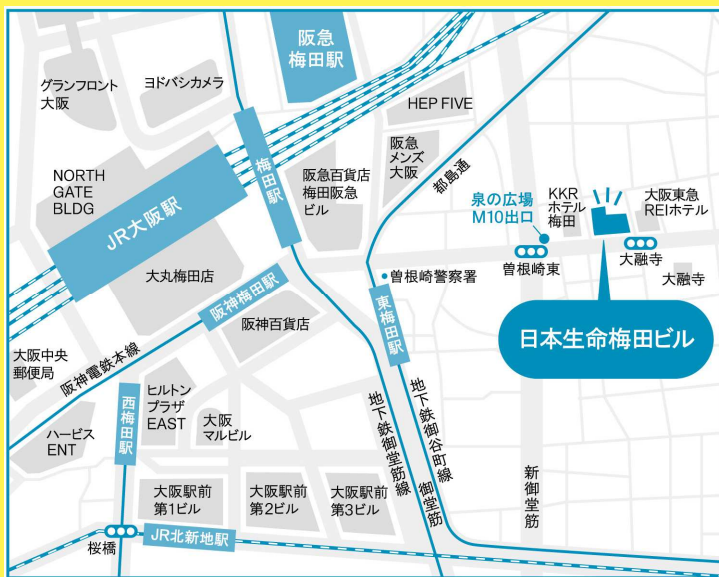 阪急
梅田駅
グランフロント
大阪
ヨドバシカメラ
HEP FIVE
NORTH
GATE
BLDG
梅田駅
阪急百貨店
梅田阪急
ビル
阪急
メンズ
大阪
都島通
泉の広場
M10出口
KKR
ホテル
梅田
大阪東急
REIホテル
JR大阪駅
曽根崎東
大融寺
大丸梅田店
阪神梅田駅
曽根崎警察署
大融寺
阪神百貨店
東梅田駅
日本生命梅田ビル
大阪中央
郵便局
阪神電鉄本線
西梅田駅
ヒルトン
プラザ
EAST
大阪
マルビル
ハービス
ENT
地下鉄御堂筋線
地下鉄御谷町線
御堂筋
新御堂筋
大阪駅前
第1ビル
大阪駅前
第2ビル
大阪駅前
第3ビル
桜橋
JR北新地駅